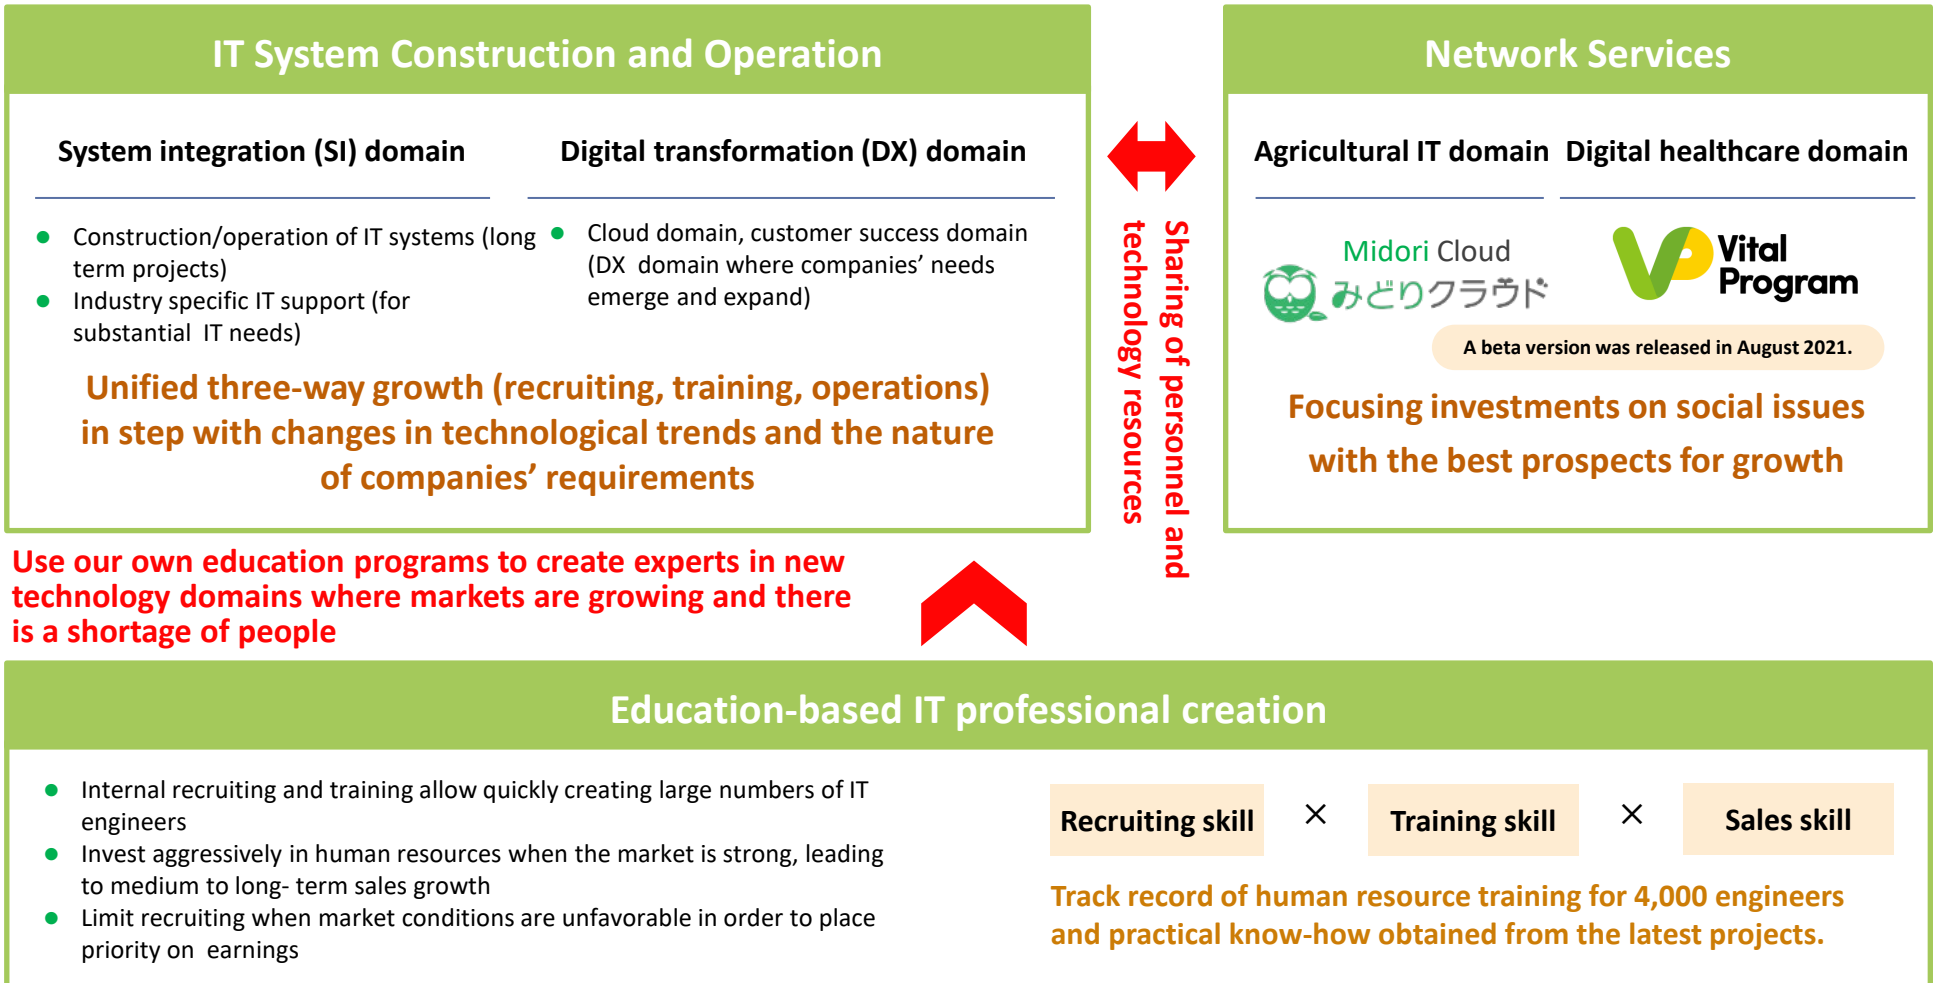 IT System Construction and Operation
System integration (SI) domain
● Construction/operation of IT systems (long
term projects)
● Industry specific IT support (for
substantial IT needs)
Digital transformation (DX) domain
● Cloud domain, customer success domain
(DX domain where companies’ needs
emerge and expand)
Unified three-way growth (recruiting, training, operations)
in step with changes in technological trends and the nature
of companies’ requirements
Sharing of personnel and
technology resources
Network Services
Agricultural IT domain
Midori Cloud
みどりクラウド
Digital healthcare domain
VP
Vital
Program
A beta version was released in August 2021.
Focusing investments on social issues
with the best prospects for growth
Use our own education programs to create experts in new
technology domains where markets are growing and there
is a shortage of people
Education-based IT professional creation
● Internal recruiting and training allow quickly creating large numbers of IT
engineers
● Invest aggressively in human resources when the market is strong, leading
to medium to long- term sales growth
● Limit recruiting when market conditions are unfavorable in order to place
priority on earnings
Recruiting skill × Training skill × Sales skill
Track record of human resource training for 4,000 engineers
and practical know-how obtained from the latest projects.